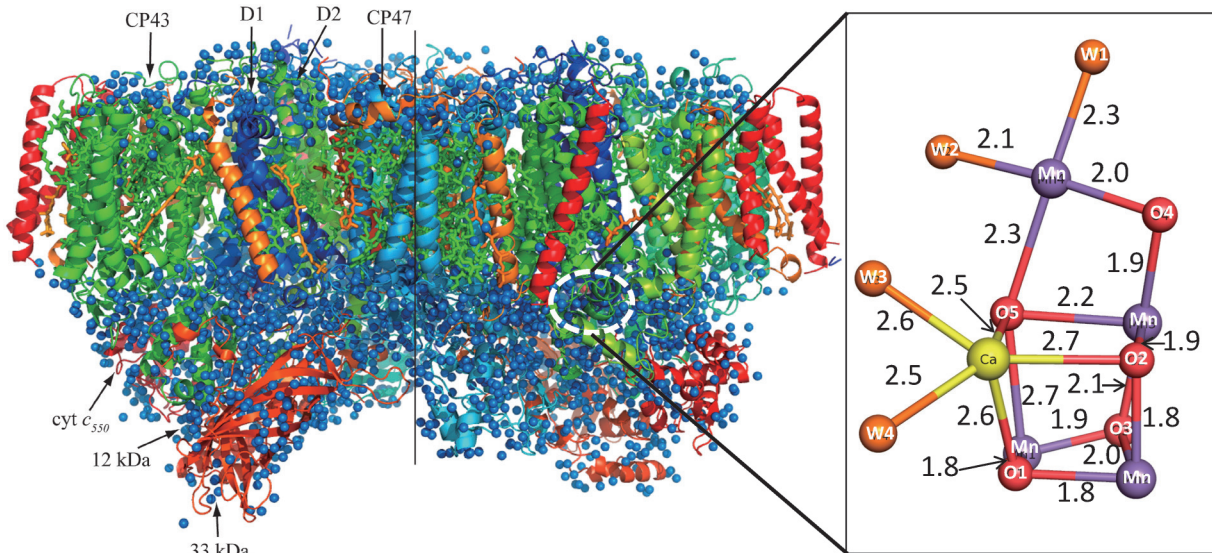 CP43
D1
D2
CP47
cyt c550
12 kDa
33 kDa
W1
2.3
W2
2.1
Mn
2.0
O4
2.3
1.9
W3
2.5
O5
2.2
Mn
2.6
Ca
2.7
O2
1.9
2.5
2.7
2.1
2.6
1.9
O3
1.8
W4
Mn
2.0
1.8
O1
1.8
Mn